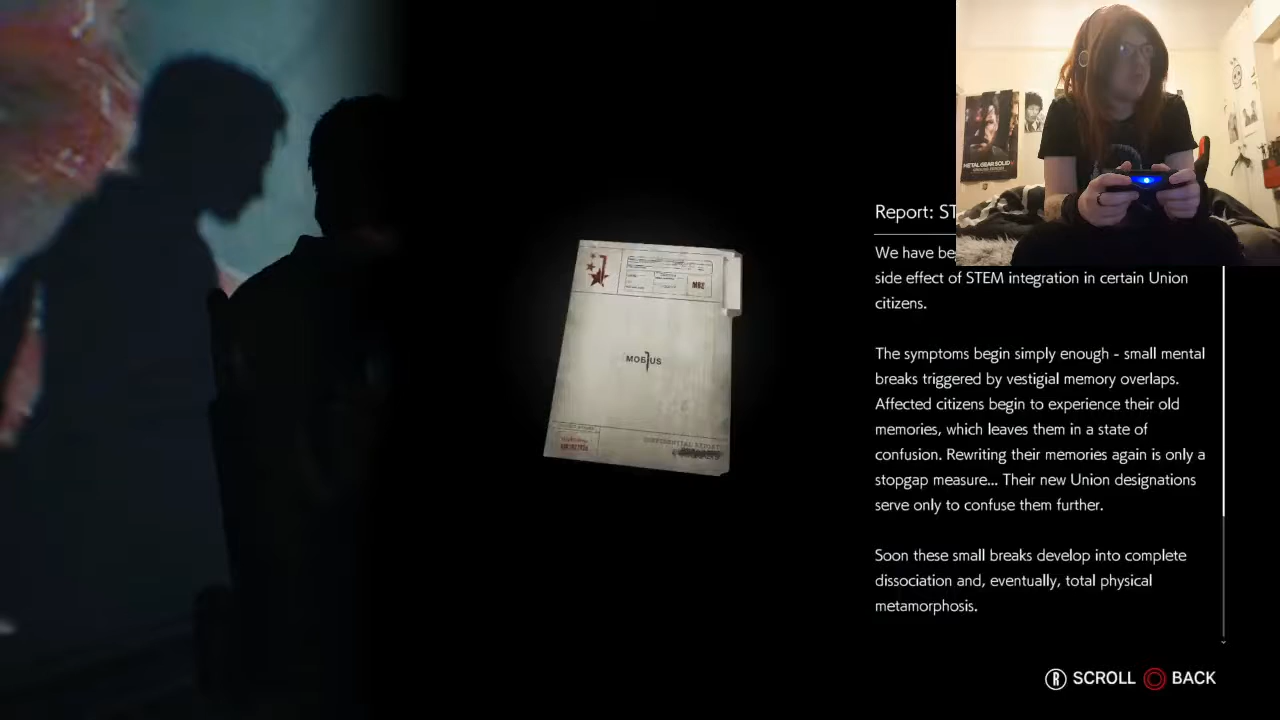 METAL GEAR SOLID V
Report: ST
We have be
side effect of STEM integration in certain Union
citizens.
The symptoms begin simply enough - small mental
breaks triggered by vestigial memory overlaps.
Affected citizens begin to experience their old
memories, which leaves them in a state of
confusion. Rewriting their memories again is only a
stopgap measure... Their new Union designations
serve only to confuse them further.
Soon these small breaks develop into complete
dissociation and, eventually, total physical
metamorphosis.
MOBIUS
R SCROLL BACK